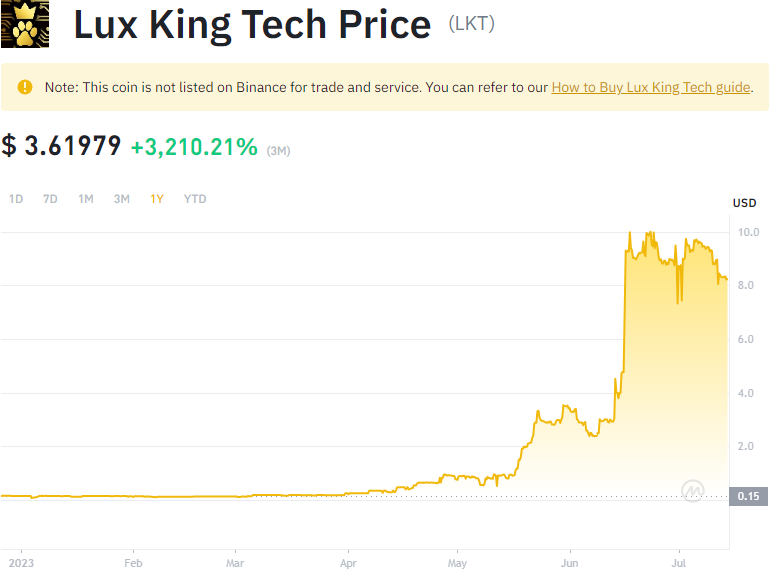 Lux King Tech Price (LKT)
Note: This coin is not listed on Binance for trade and service. You can refer to our How to Buy Lux King Tech guide.
$ 3.61979 +3,210.21% (3M)
1D 7D 1M 3M 1Y YTD
USD
10.0
8.0
6.0
4.0
2.0
0.15
2023 Feb Mar Apr May Jun Jul